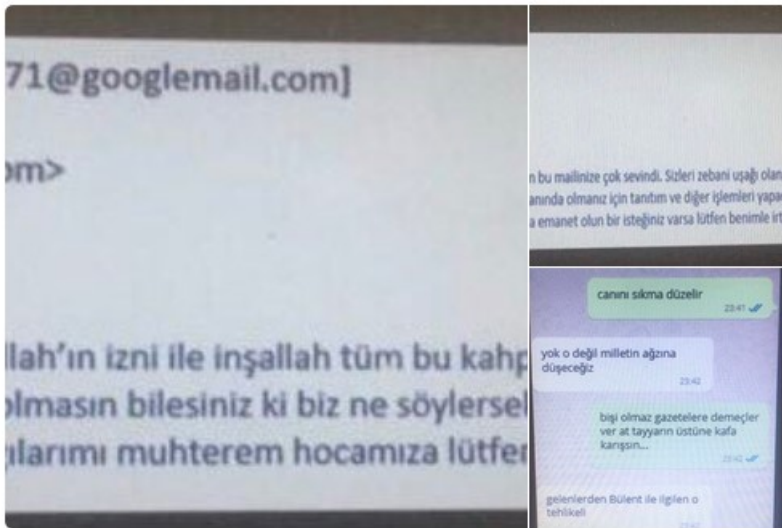 71@googlemail.com]
om>
llah'ın izni ile inşallah tüm bu kahp
olmasın bilesiniz ki biz ne söylersel
ılarımı muhterem hocamıza lütfen
n bu mailinize çok sevindi. Sizleri zebani uşağı olan
anında olmanız için tanıtım ve diğer işlemleri yapa
a emanet olun bir isteğiniz varsa lütfen benimle irt
canını sıkma düzelir
23:41
yok o değil milletin ağzına
düşeceğiz
23:42
bişi olmaz gazetelere demeçler
ver at tayyarın üstüne kafa
karışsın...
23:42
gelenlerden Bülent ile ilgilen o
tehlikeli